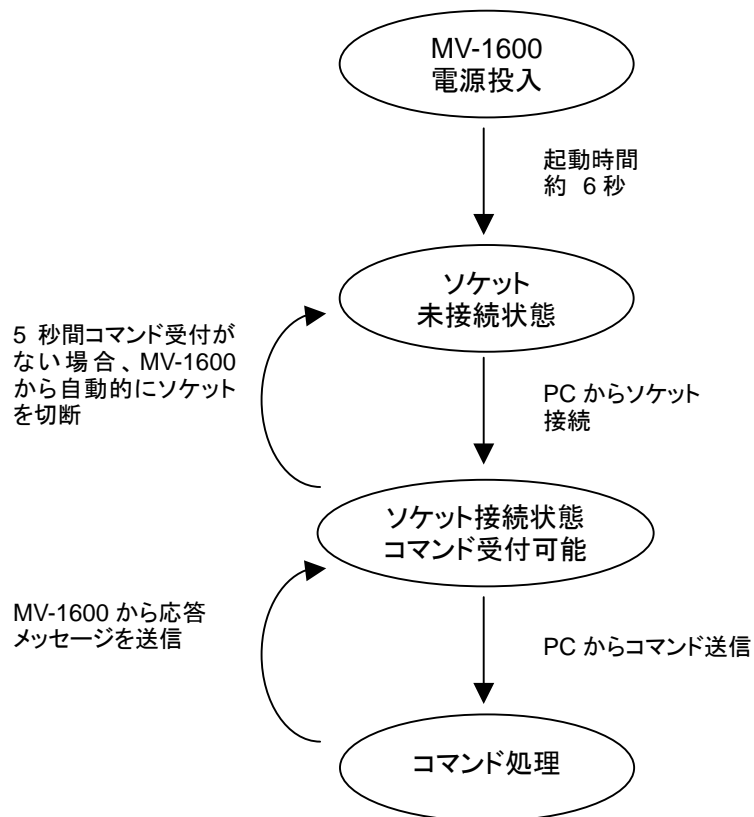 MV-1600
電源投入
起動時間
約 6 秒
ソケット
未接続状態
5 秒間コマンド受付が
ない場合、MV-1600
から自動的にソケット
を切断
PC からソケット
接続
ソケット接続状態
コマンド受付可能
MV-1600 から応答
メッセージを送信
PC からコマンド送信
コマンド処理